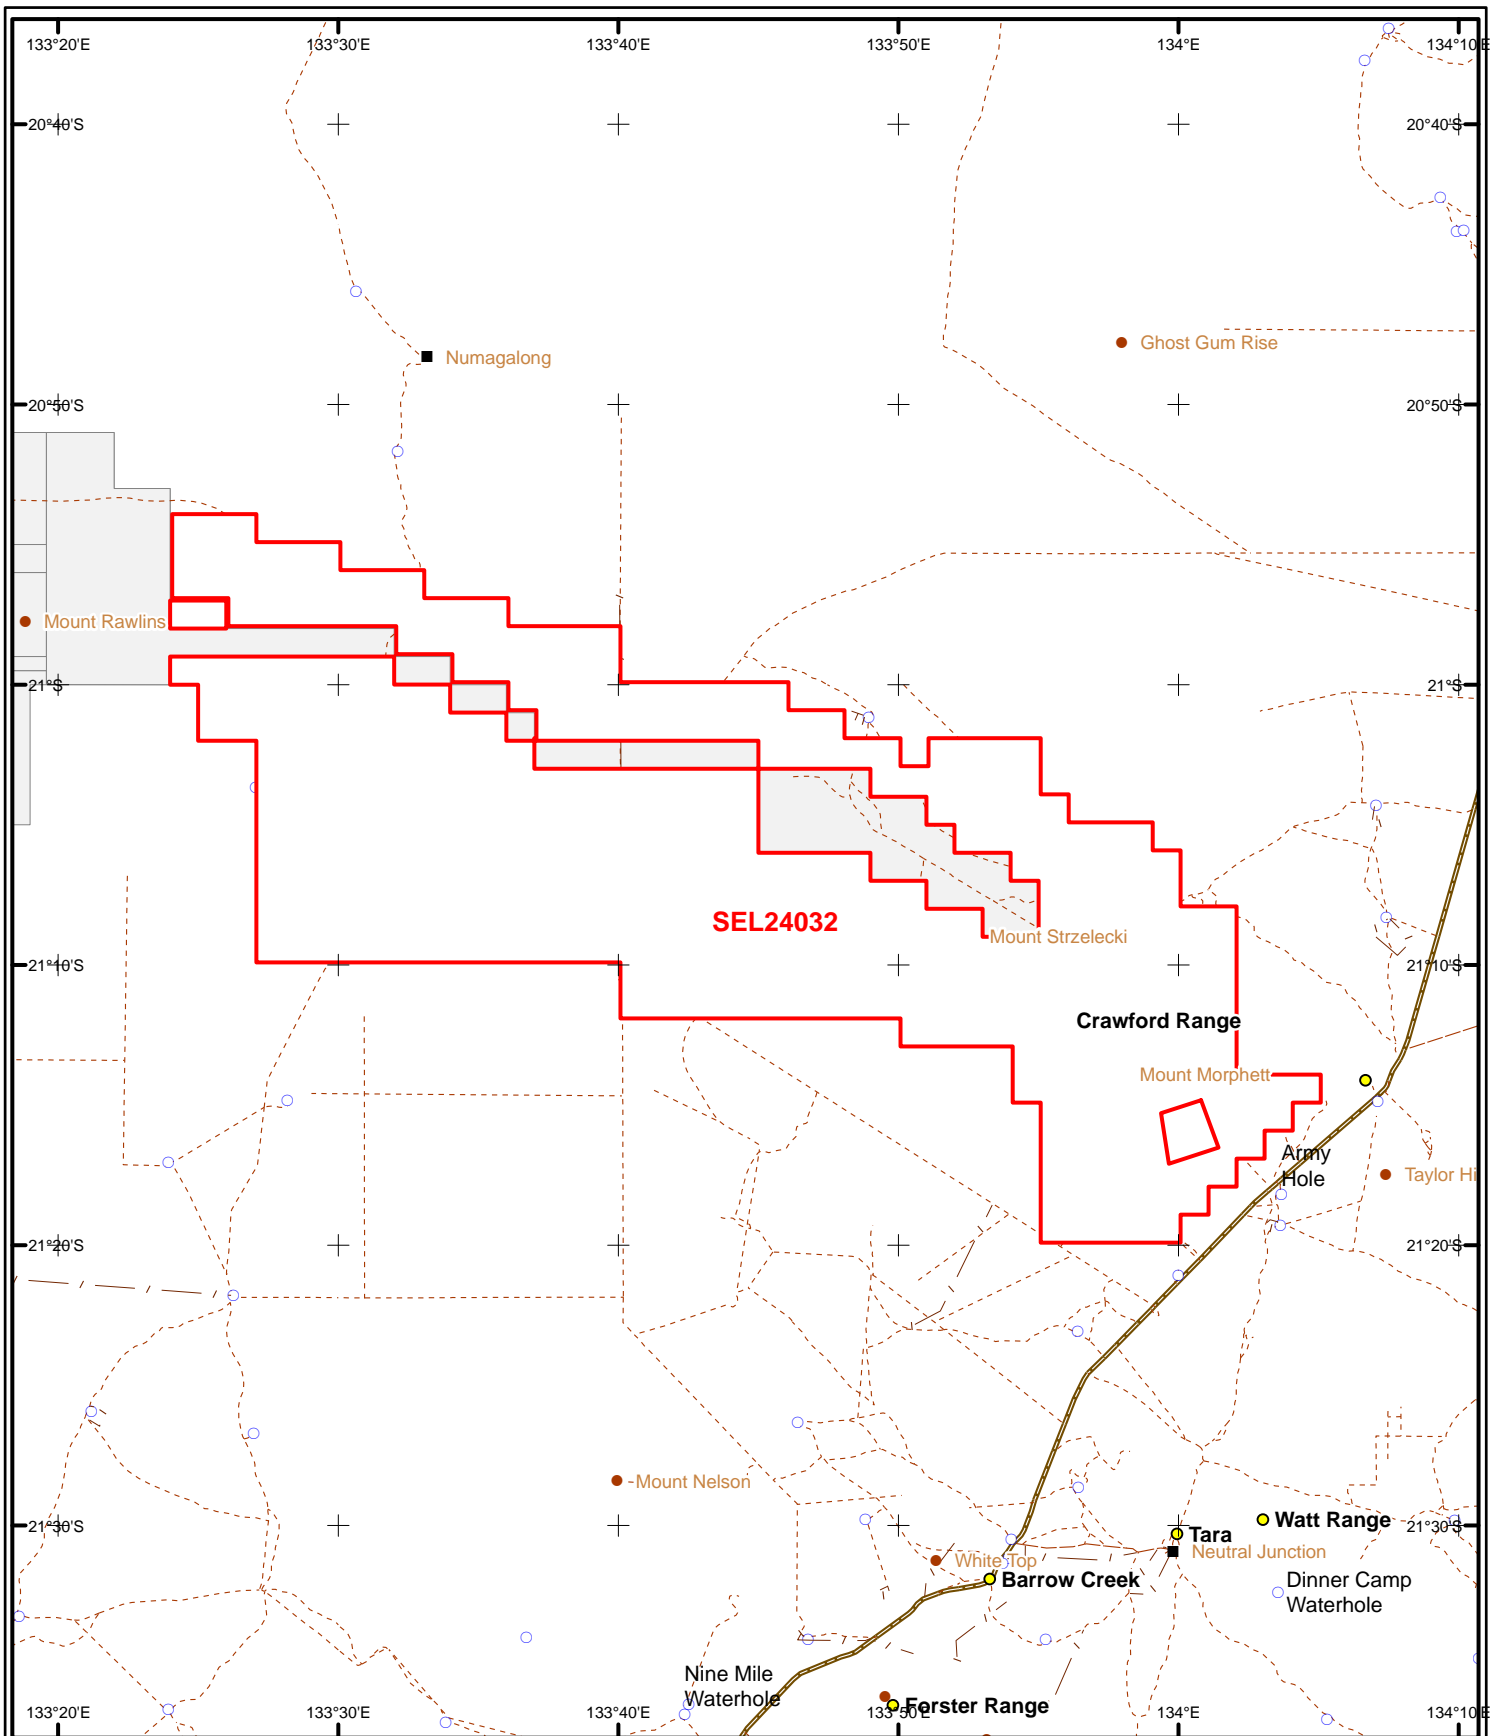 133°20'E
133°30'E
133°40'E
133°50'E
134°E
134°10'E
20°40'S
20°40'S
Ghost Gum Rise
Numagalong
20°50'S
20°50'S
Mount Rawlins
21°S
21°S
SEL24032
Mount Strzelecki
21°10'S
21°10'S
Crawford Range
Mount Morphett
Army
Hole
Taylor Hi
21°20'S
21°20'S
Mount Nelson
21°30'S
Watt Range
21°30'S
Tara
Neutral Junction
White Top
Barrow Creek
Dinner Camp
Waterhole
Nine Mile
Waterhole
Forster Range
133°20'E
133°30'E
133°40'E
133°50'E
134°E
134°10'E